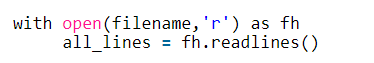 with open(filename,'r') as fh
     all_lines = fh.readlines()